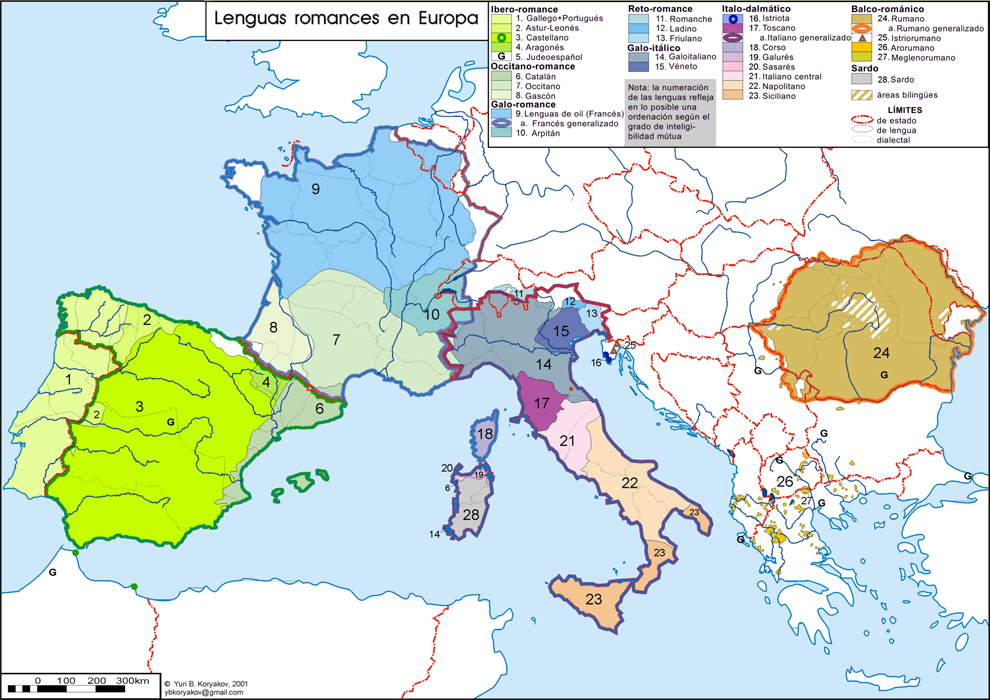 Lenguas romances en Europa
Ibero-romance
1. Gallego+Portugués
2. Astur-Leonés
3. Castellano
4. Aragonés
G 5. Judeoespañol
Occitano-romance
6. Catalán
7. Occitano
8. Gascón
Galo-romance
9. Lenguas de oil (Francés)
a. Francés generalizado
10. Arpitán
Reto-romance
11. Romanche
12. Ladino
13. Friulano
Galo-itálico
14. Galoitaliano
15. Véneto
Nota: la numeración
de las lenguas refleja
en lo posible una
ordenación según el
grado de inteligi-
bilidad mútua
Italo-dalmático
16. Istriota
17. Toscano
a.Italiano generalizado
18. Corso
19. Galurés
20. Sasarés
21. Italiano central
22. Napolitano
23. Siciliano
Balco-románico
24. Rumano
a. Rumano generalizado
25. Istriorumano
26. Arorumano
27. Meglenorumano
Sardo
28. Sardo
áreas bilingües
LÍMITES
de estado
de lengua
dialectal
9
10
11
12
13
8
7
15
14
16
25
24
G
G
2
1
2
3
G
4
6
17
18
21
22
20
19
6
28
14
23
23
23
G
G
26
27
G
G
G
G
0 100 200 300km
© Yuri B. Koryakov, 2001
ybkoryakov@gmail.com